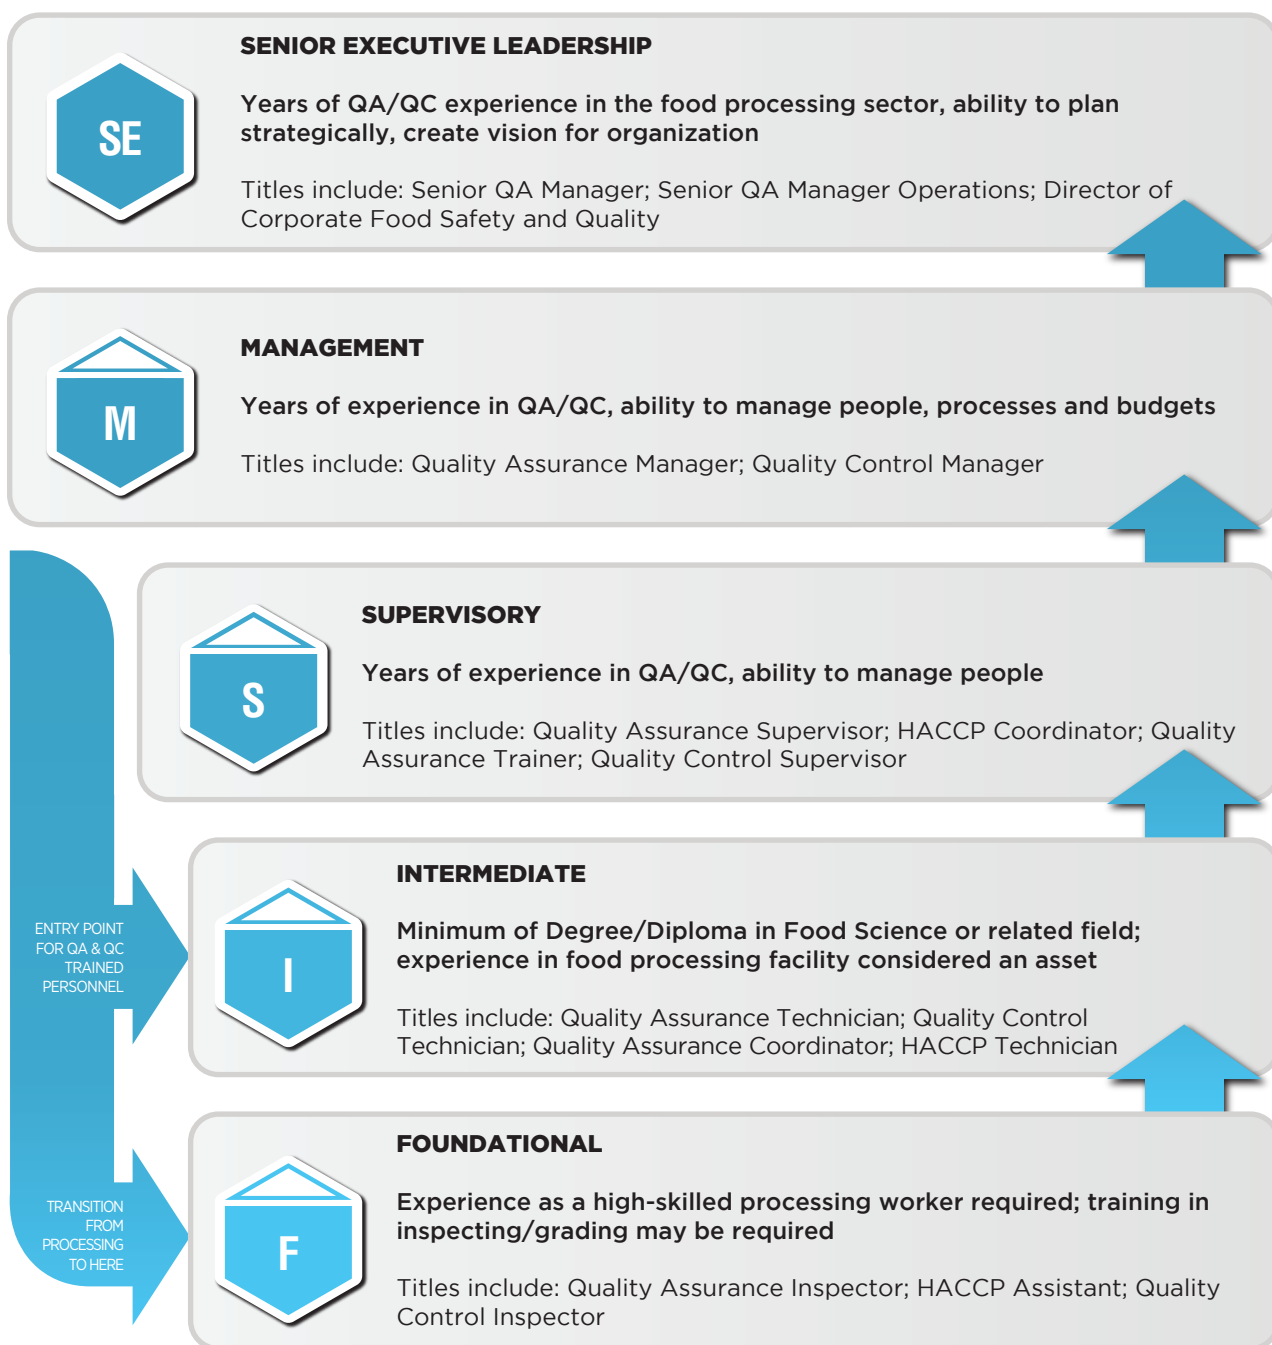 SENIOR EXECUTIVE LEADERSHIP
SE
Years of QA/QC experience in the food processing sector, ability to plan
strategically, create vision for organization
Titles include: Senior QA Manager; Senior QA Manager Operations; Director of
Corporate Food Safety and Quality
MANAGEMENT
M
Years of experience in QA/QC, ability to manage people, processes and budgets
Titles include: Quality Assurance Manager; Quality Control Manager
SUPERVISORY
S
Years of experience in QA/QC, ability to manage people
Titles include: Quality Assurance Supervisor; HACCP Coordinator; Quality
Assurance Trainer; Quality Control Supervisor
ENTRY POINT
FOR QA & QC
TRAINED
PERSONNEL
INTERMEDIATE
I
Minimum of Degree/Diploma in Food Science or related field;
experience in food processing facility considered an asset
Titles include: Quality Assurance Technician; Quality Control
Technician; Quality Assurance Coordinator; HACCP Technician
TRANSITION
FROM
PROCESSING
TO HERE
FOUNDATIONAL
F
Experience as a high-skilled processing worker required; training in
inspecting/grading may be required
Titles include: Quality Assurance Inspector; HACCP Assistant; Quality
Control Inspector